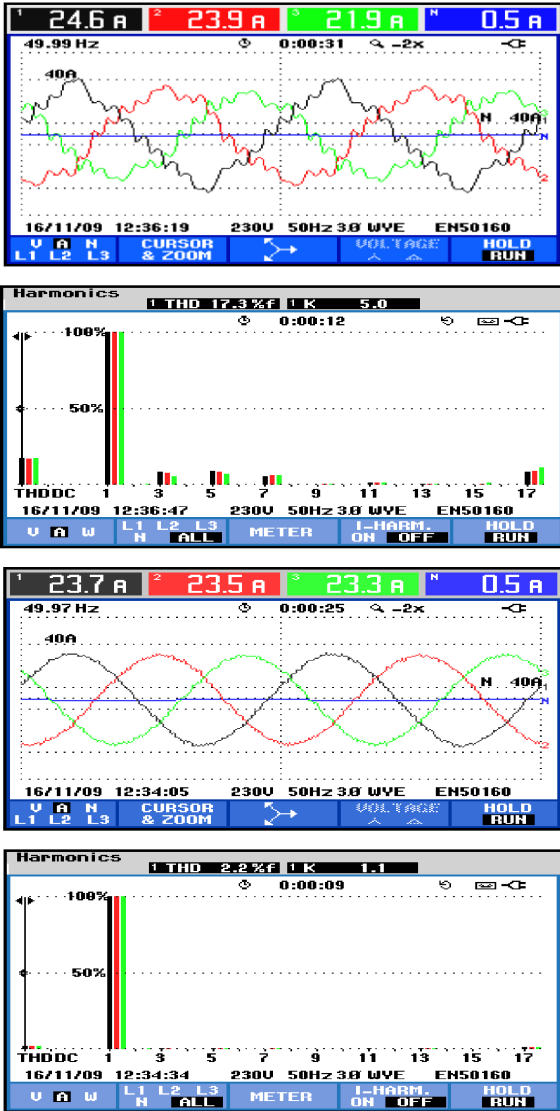 1 24.6 A 2 23.9 A 3 21.9 A N 0.5 A
49.99 Hz 0:00:31 -2x
40A
N 40A
N
2
16/11/09 12:36:19 230V 50Hz 3Ø WYE EN50160
V A N CURSOR VOLTAGE HOLD
L1 L2 L3 & ZOOM RUN
Harmonics
1 THD 17.3 %f 1 K 5.0
0:00:12
100%
50%
THDDC 1 3 5 7 9 11 13 15 17
16/11/09 12:36:47 230V 50Hz 3Ø WYE EN50160
V A W L1 L2 L3 METER I-HARM. HOLD
N ALL ON OFF RUN
1 23.7 A 2 23.5 A 3 23.3 A N 0.5 A
49.97 Hz 0:00:25 -2x
40A
3
N 40A
1
N
2
16/11/09 12:34:05 230V 50Hz 3Ø WYE EN50160
V A N CURSOR VOLTAGE HOLD
L1 L2 L3 & ZOOM RUN
Harmonics
1 THD 2.2 %f 1 K 1.1
0:00:09
100%
50%
THDDC 1 3 5 7 9 11 13 15 17
16/11/09 12:34:34 230V 50Hz 3Ø WYE EN50160
V A W L1 L2 L3 METER I-HARM. HOLD
N ALL ON OFF RUN